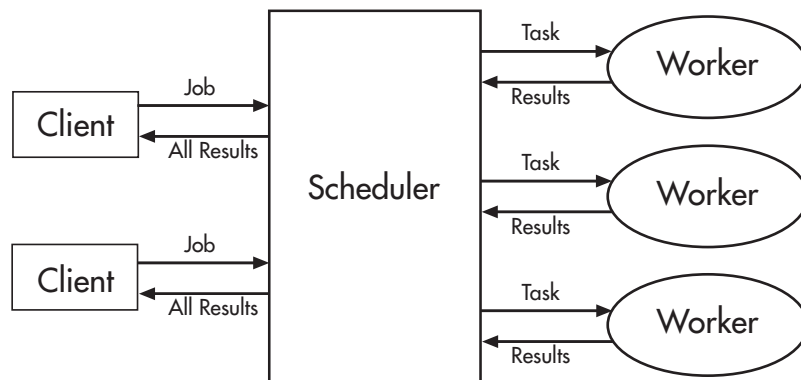 Job
Client
All Results
Job
Client
All Results
Scheduler
Task
Worker
Results
Task
Worker
Results
Task
Worker
Results